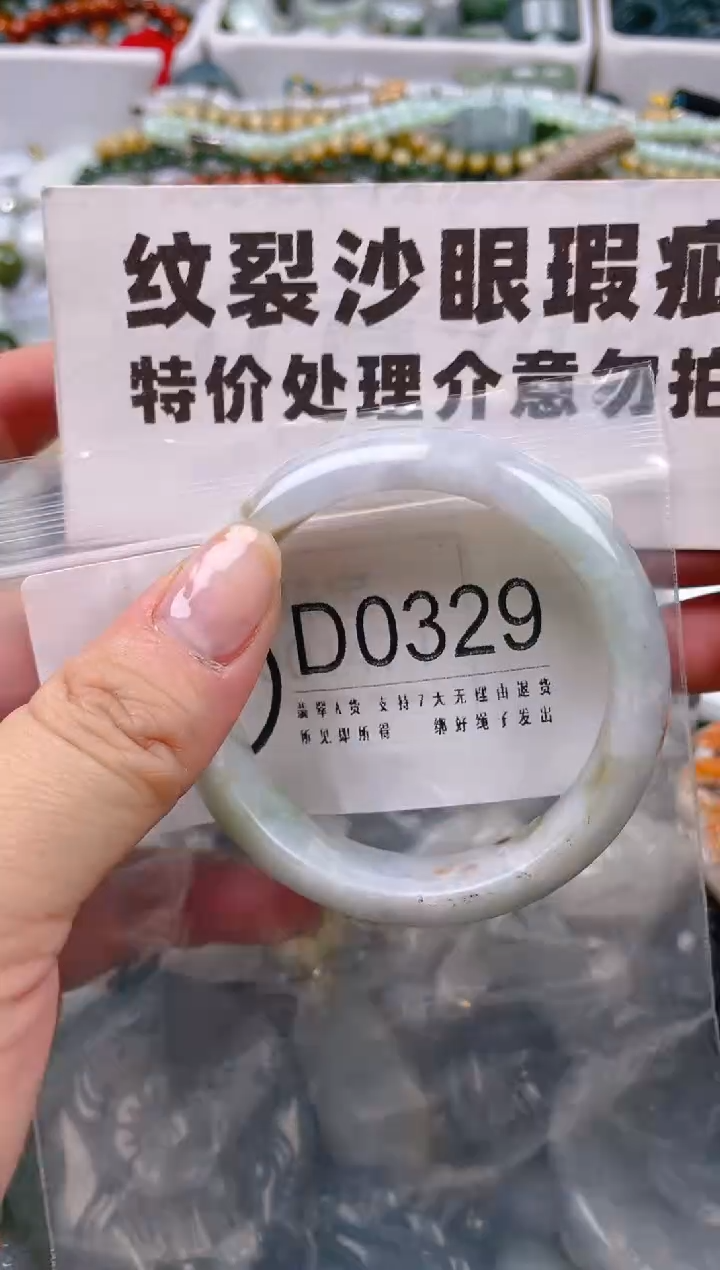 纹裂沙眼瑕疵
特价处理介意勿拍
D0329
翡翠A货 支持7天无理由退货
所见即所得 绑好绳子发出